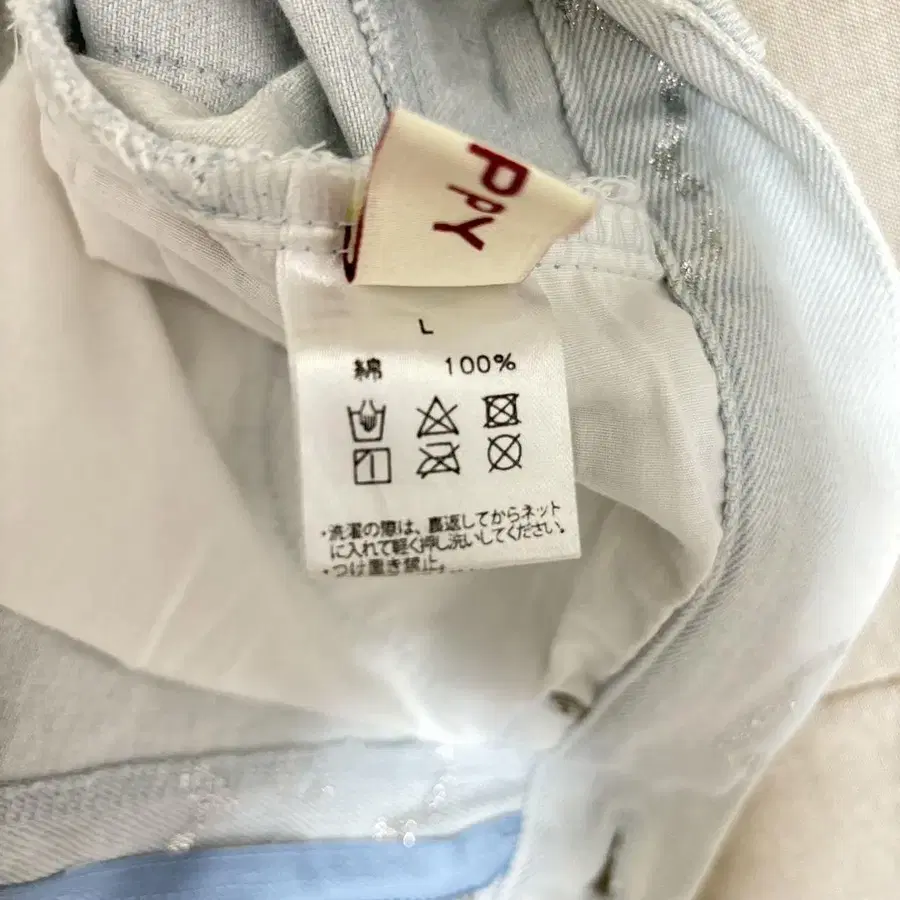 PPY
L
綿 100%
・洗濯の際は、裏返してからネット
に入れて軽く押し洗いしてください。
・つけ置き禁止